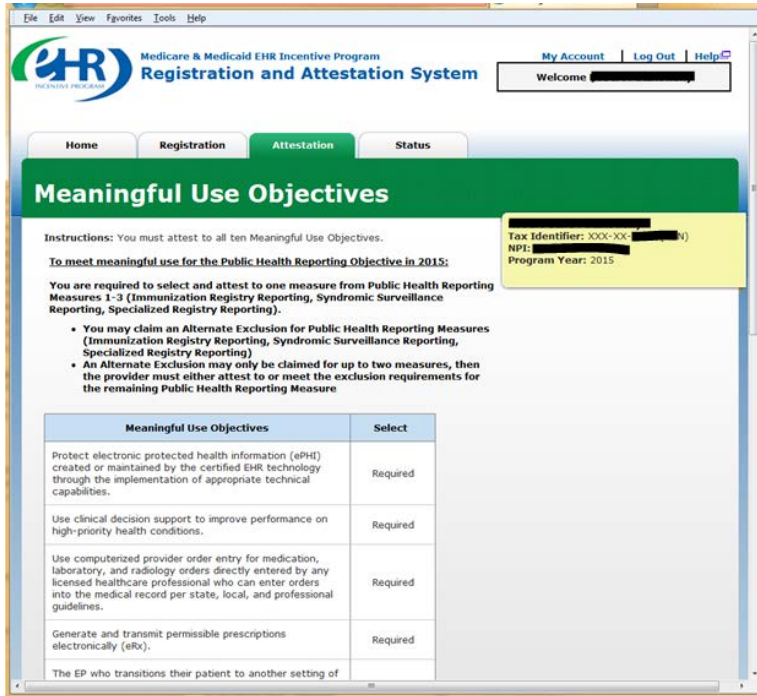 File Edit View Favorites Tools Help
EHR
INCENTIVE PROGRAM
Medicare & Medicaid EHR Incentive Program
Registration and Attestation System
My Account | Log Out | Help
Welcome
Home Registration Attestation Status
Meaningful Use Objectives
Instructions: You must attest to all ten Meaningful Use Objectives.
Tax Identifier: XXX-XX- N)
NPI:
Program Year: 2015
To meet meaningful use for the Public Health Reporting Objective in 2015:
You are required to select and attest to one measure from Public Health Reporting
Measures 1-3 (Immunization Registry Reporting, Syndromic Surveillance
Reporting, Specialized Registry Reporting).
• You may claim an Alternate Exclusion for Public Health Reporting Measures
(Immunization Registry Reporting, Syndromic Surveillance Reporting,
Specialized Registry Reporting)
• An Alternate Exclusion may only be claimed for up to two measures, then
the provider must either attest to or meet the exclusion requirements for
the remaining Public Health Reporting Measure
Meaningful Use Objectives Select
Protect electronic protected health information (ePHI)
created or maintained by the certified EHR technology
through the implementation of appropriate technical
capabilities.
Required
Use clinical decision support to improve performance on
high-priority health conditions.
Required
Use computerized provider order entry for medication,
laboratory, and radiology orders directly entered by any
licensed healthcare professional who can enter orders
into the medical record per state, local, and professional
guidelines.
Required
Generate and transmit permissible prescriptions
electronically (eRx).
Required
The EP who transitions their patient to another setting of